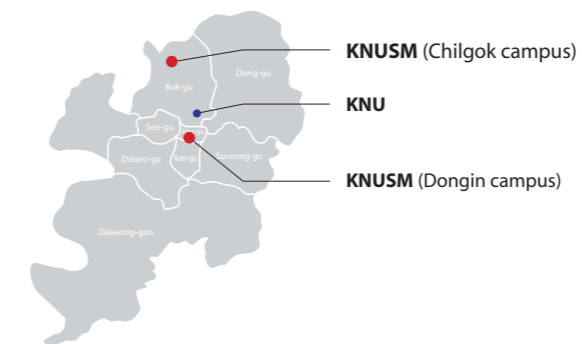 KNUSM (Chilgok campus)
Dong-gu
Buk-gu
KNU
Seo-gu
Dalseo-gu
Nam-gu
Suseong-gu
KNUSM (Dongin campus)
Dalseong-gun